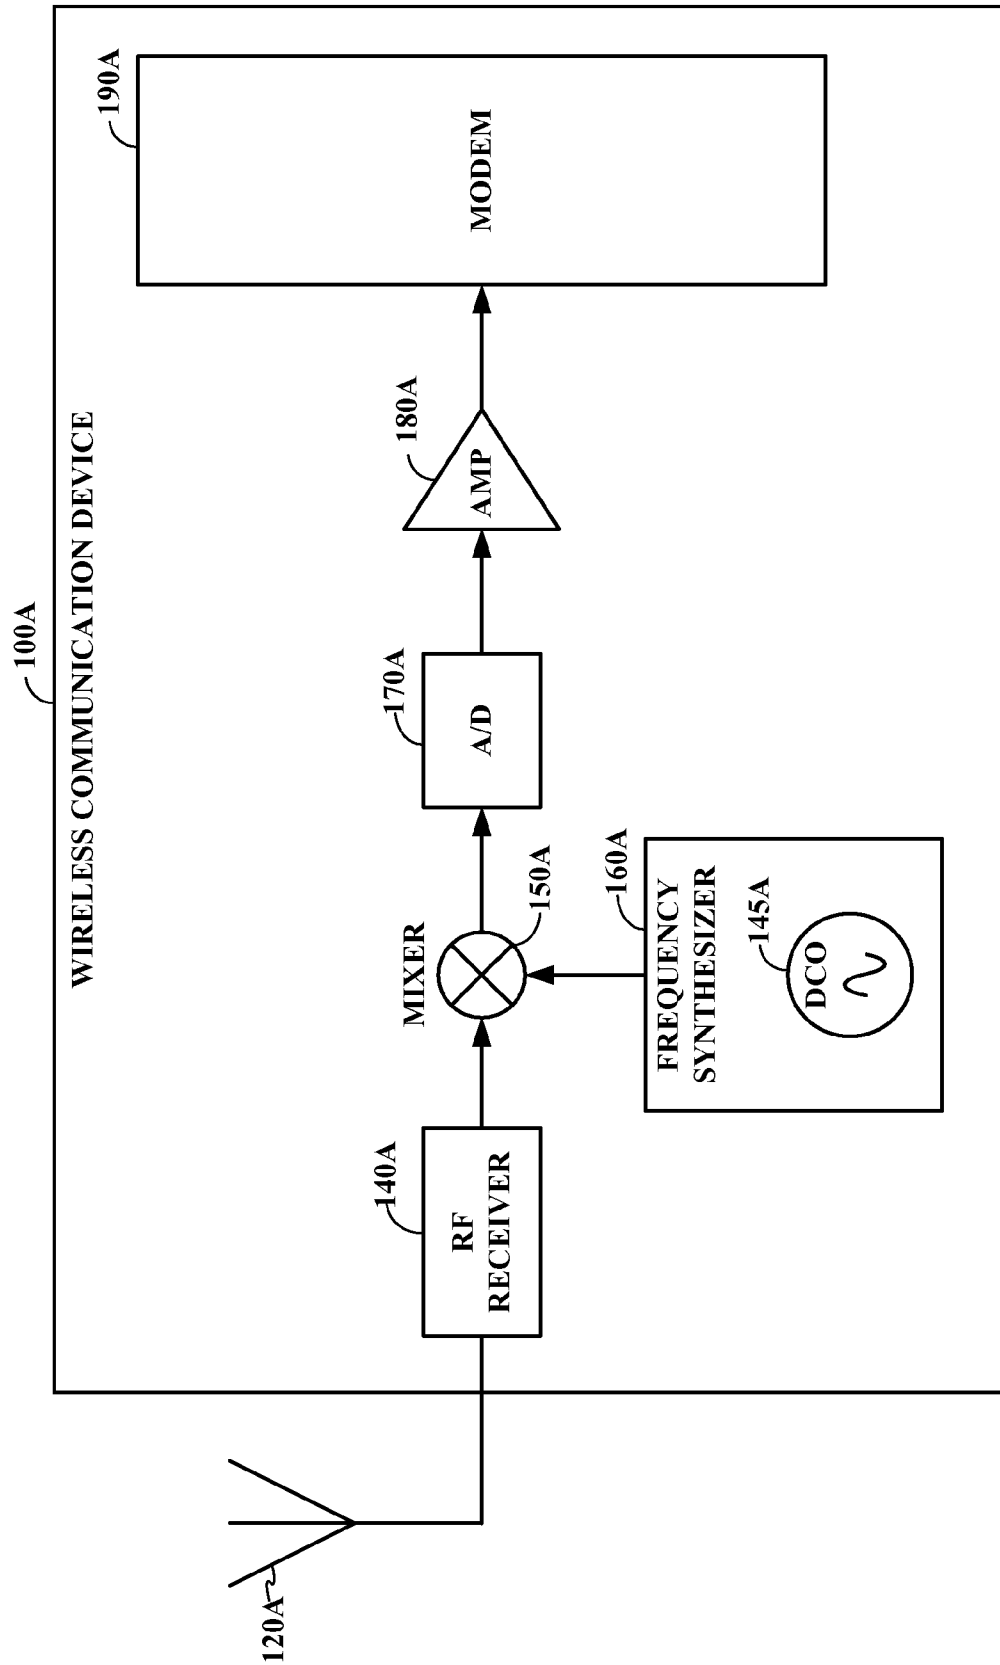 100A
WIRELESS COMMUNICATION DEVICE
120A
140A
RF
RECEIVER
MIXER
150A
160A
FREQUENCY
SYNTHESIZER
145A
DCO
170A
A/D
180A
AMP
190A
MODEM